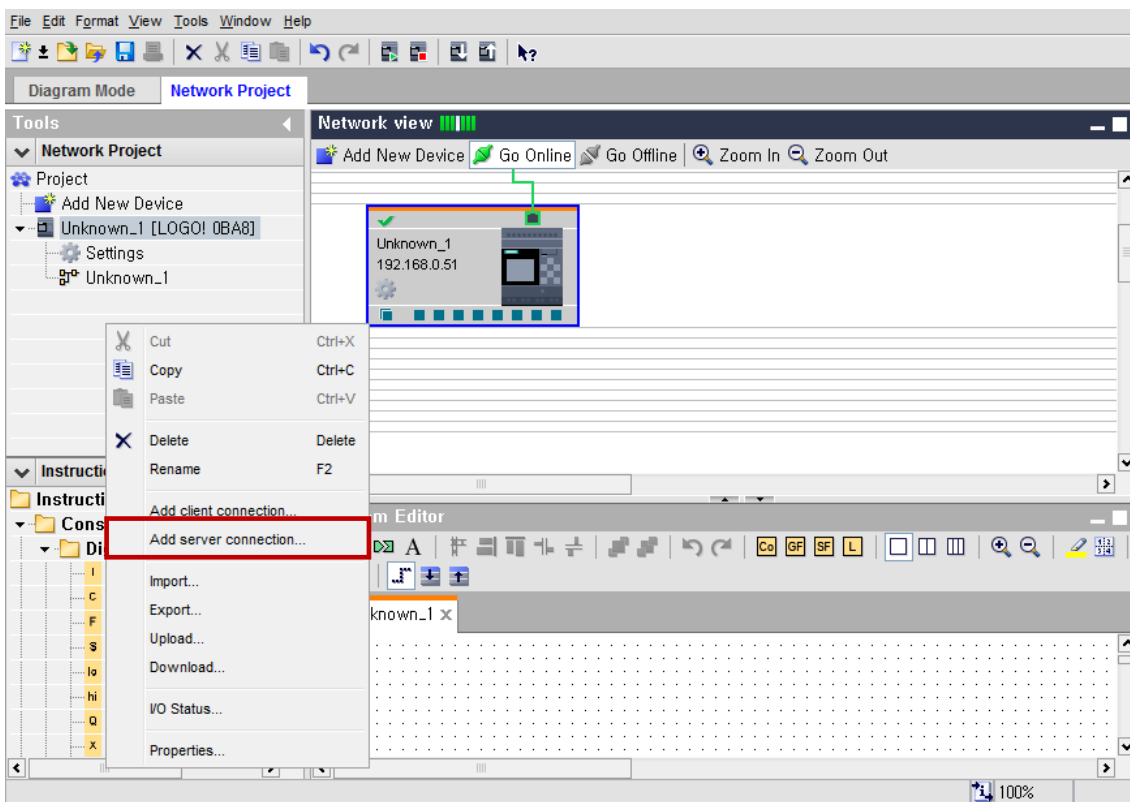 File Edit Format View Tools Window Help
Diagram Mode Network Project
Tools
Network Project
Project
Add New Device
Unknown_1 [LOGO! 0BA8]
Settings
Unknown_1
Network view
Add New Device Go Online Go Offline Zoom In Zoom Out
Unknown_1
192.168.0.51
Cut Ctrl+X
Copy Ctrl+C
Paste Ctrl+V
Delete Delete
Rename F2
Add client connection...
Add server connection...
Import...
Export...
Upload...
Download...
I/O Status...
Properties...
Instructi
Instructi
Cons
Di
I
C
F
S
lo
hi
Q
X
m Editor
A Co GF SF L
known_1
100%